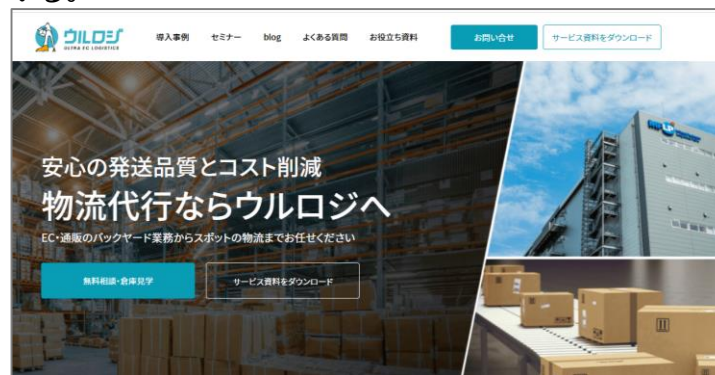 する。
ウルロジ
ULTRA EC LOGISTICS
導入事例 セミナー blog よくある質問 お役立ち資料 お問い合せ サービス資料をダウンロード
安心の発送品質とコスト削減
物流代行ならウルロジへ
EC・通販のバックヤード業務からスポットの物流までお任せください
無料相談・倉庫見学 サービス資料をダウンロード